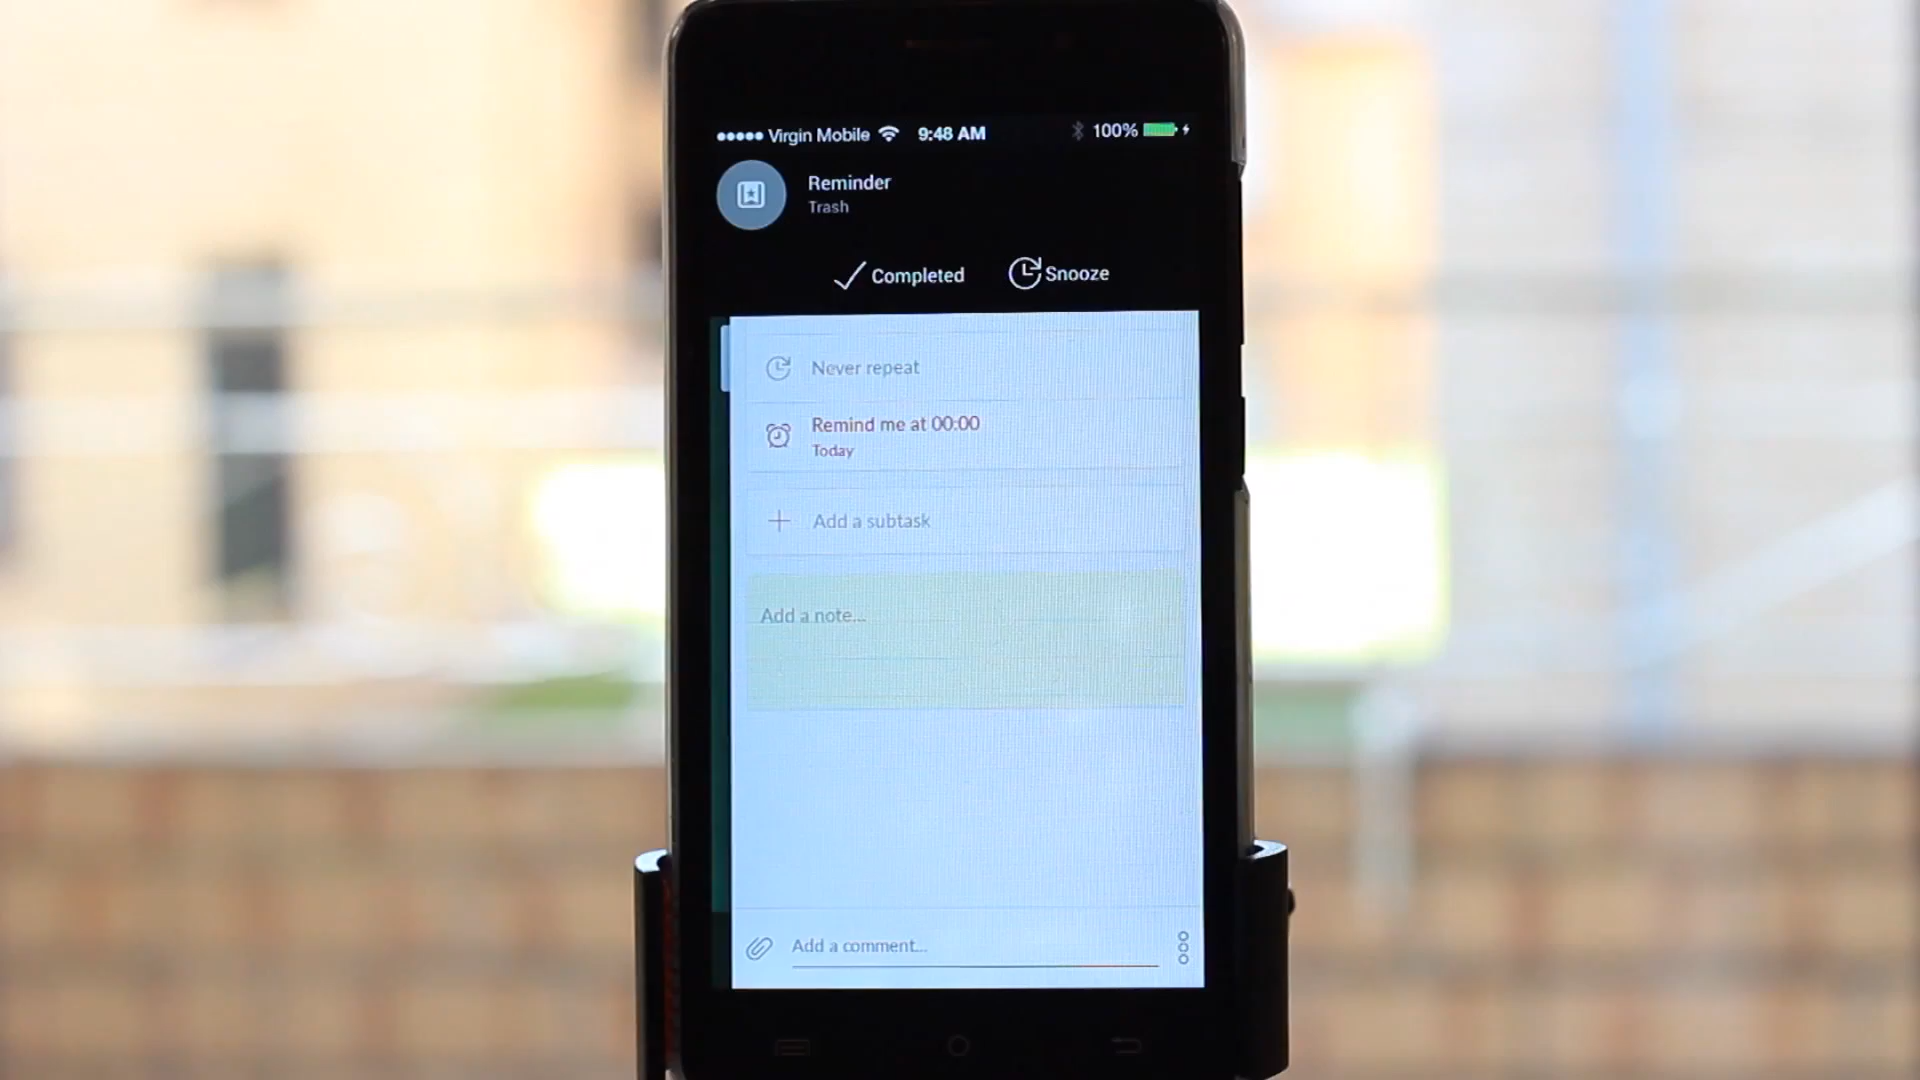 Virgin Mobile 9:48 AM 100%
Reminder
Trash
Completed Snooze
Never repeat
Remind me at 00:00
Today
Add a subtask
Add a note...
Add a comment...